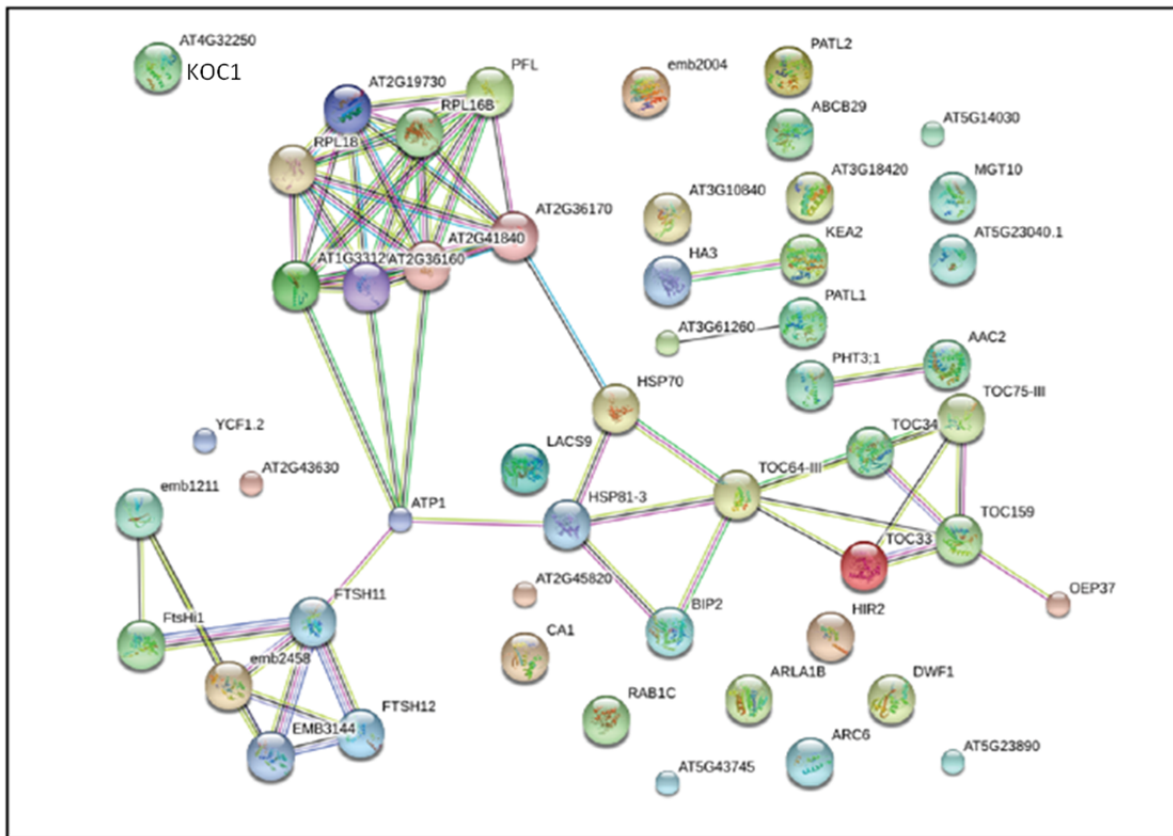 AT4G32250
KOC1
AT2G19730
PFL
RPL16B
RPL18
AT2G36170
AT2G41840
AT1G3312
AT2G36160
emb2004
PATL2
ABCB29
AT5G14030
AT3G18420
MGT10
AT3G10840
KEA2
AT5G23040.1
HA3
PATL1
AT3G61260
PHT3;1
AAC2
HSP70
TOC75-III
TOC34
YCF1.2
LACS9
AT2G43630
TOC64-III
emb1211
HSP81-3
ATP1
TOC159
TOC33
AT2G45820
OEP37
FTSH11
BIP2
HIR2
FtsHi1
CA1
emb2458
ARLA1B
DWF1
RAB1C
FTSH12
EMB3144
ARC6
AT5G23890
AT5G43745